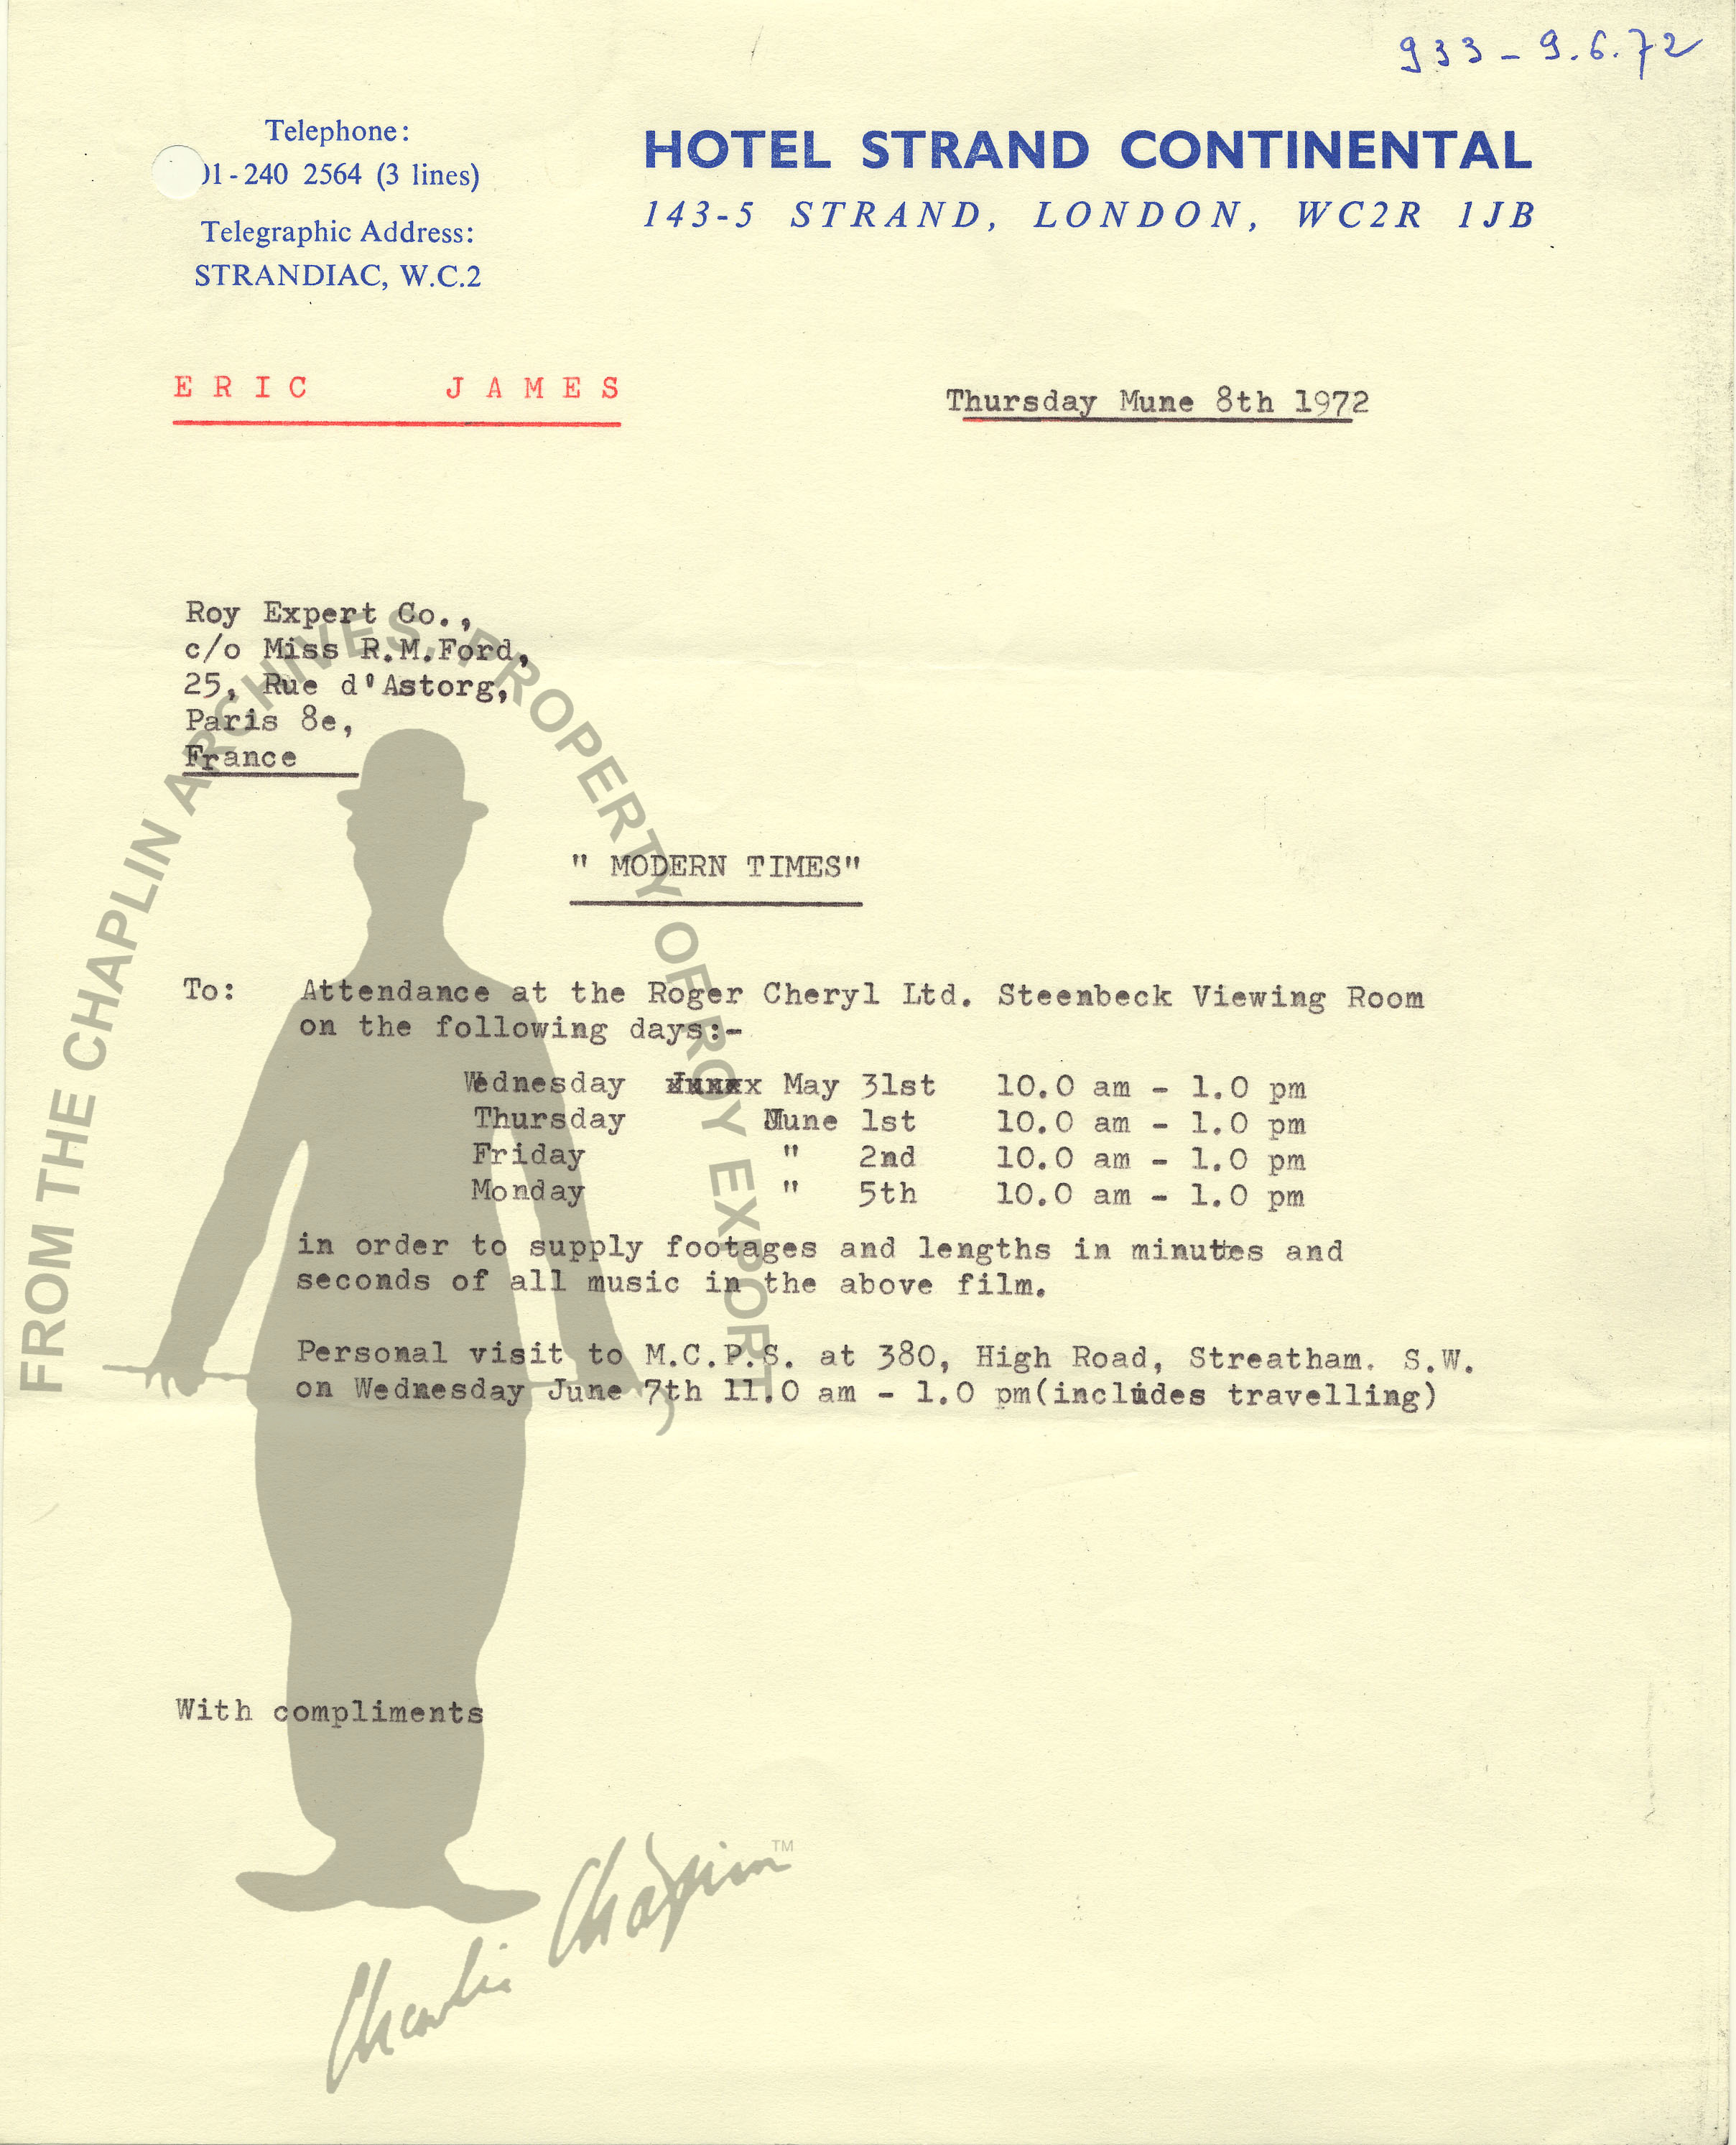 933 - 9.6.72
Telephone:
01-240 2564 (3 lines)
Telegraphic Address:
STRANDIAC, W.C.2
HOTEL STRAND CONTINENTAL
143-5 STRAND, LONDON, WC2R 1JB
ERIC JAMES
Thursday Mune 8th 1972
Roy Expert Co.,
c/o Miss R.M.Ford,
25, Rue d'Astorg,
Paris 8e,
France
" MODERN TIMES"
To: Attendance at the Roger Cheryl Ltd. Steenbeck Viewing Room
on the following days:-
Wednesday May 31st 10.0 am - 1.0 pm
Thursday Mune 1st 10.0 am - 1.0 pm
Friday " 2nd 10.0 am - 1.0 pm
Monday " 5th 10.0 am - 1.0 pm
in order to supply footages and lengths in minutes and
seconds of all music in the above film.
Personal visit to M.C.P.S. at 380, High Road, Streatham. S.W.
on Wednesday June 7th 11.0 am - 1.0 pm(includes travelling)
With compliments
FROM THE CHAPLIN ARCHIVES, PROPERTY OF ROY EXPORT
Charlie Chaplin™